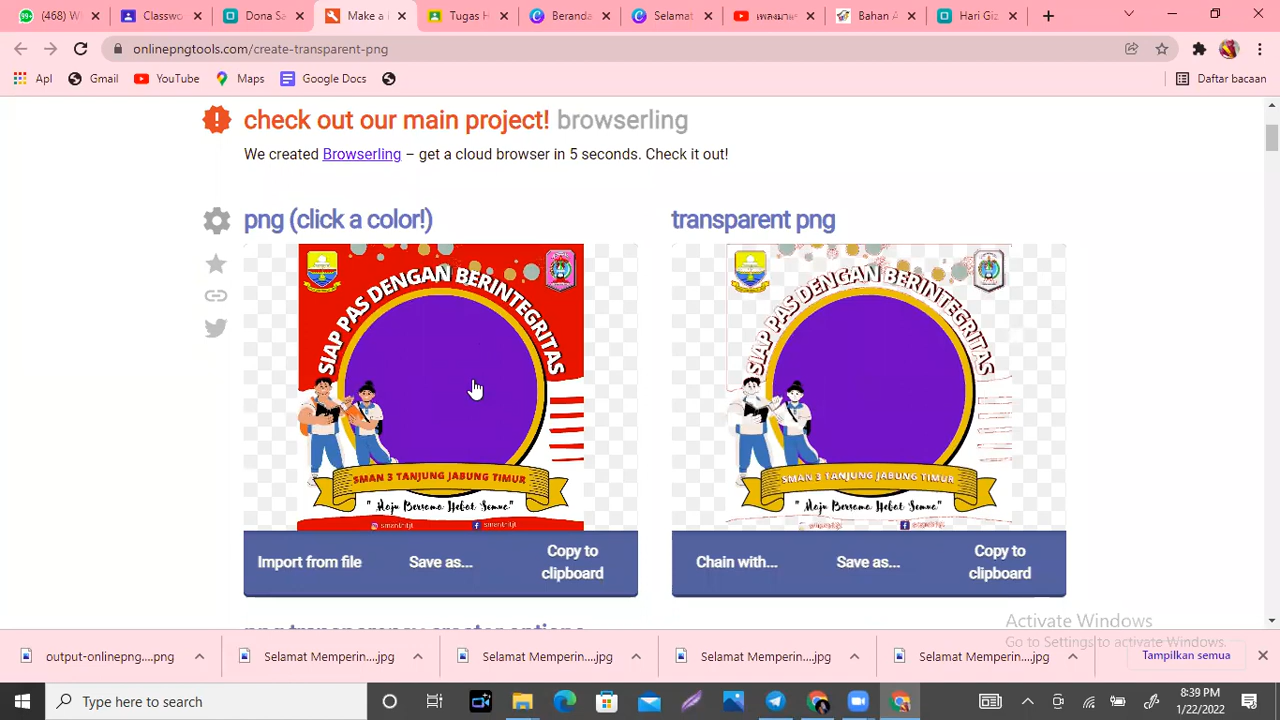 (468) W
Classwo
Dona Sa
Make a
Tugas H
Beranda
Selamat
Bahan A
Hari Giz
onlinepngtools.com/create-transparent-png
Apl
Gmail
YouTube
Maps
Google Docs
Daftar bacaan
check out our main project! browserling
We created Browserling – get a cloud browser in 5 seconds. Check it out!
png (click a color!)
transparent png
SIAP PAS DENGAN BERINTEGRITAS
SMAN 3 TANJUNG JABUNG TIMUR
" Maju Bersama Hebat Semua"
SIAP PAS DENGAN BERINTEGRITAS
SMAN 3 TANJUNG JABUNG TIMUR
" Maju Bersama Hebat Semua"
Import from file
Save as...
Copy to
clipboard
Chain with...
Save as...
Copy to
clipboard
Activate Windows
Go to Settings to activate Windows.
output-onlinepng....png
Selamat Memperin....jpg
Selamat Memperin....jpg
Selamat Memperin....jpg
Selamat Memperin....jpg
Tampilkan semua
Type here to search
8:39 PM
1/22/2022